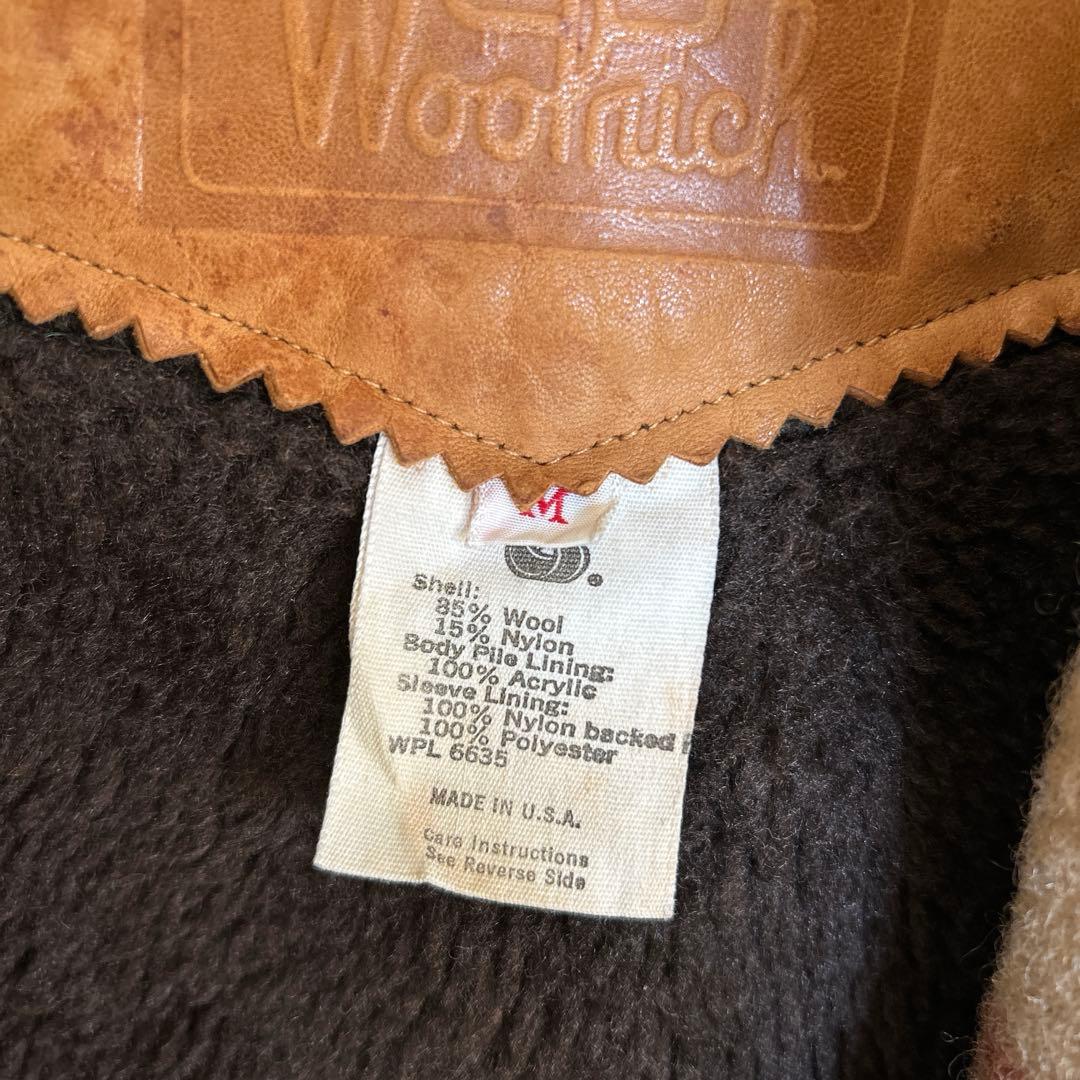 Woolrich
M
Shell:
85% Wool
15% Nylon
Body Pile Lining:
100% Acrylic
Sleeve Lining:
100% Nylon backed
100% Polyester
WPL 6635
MADE IN U.S.A.
Care Instructions
See Reverse Side